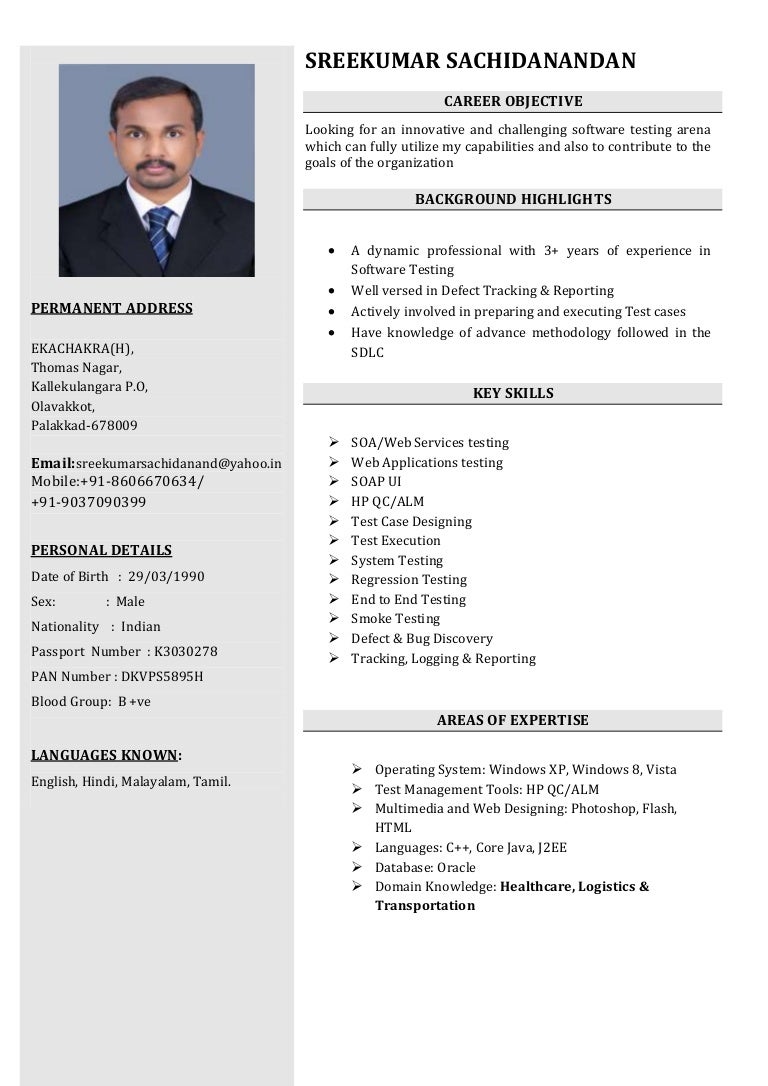 SREEKUMAR SACHIDANANDAN
CAREER OBJECTIVE
Looking for an innovative and challenging software testing arena
which can fully utilize my capabilities and also to contribute to the
goals of the organization
BACKGROUND HIGHLIGHTS
• A dynamic professional with 3+ years of experience in
Software Testing
• Well versed in Defect Tracking & Reporting
• Actively involved in preparing and executing Test cases
• Have knowledge of advance methodology followed in the
SDLC
KEY SKILLS
➢ SOA/Web Services testing
➢ Web Applications testing
➢ SOAP UI
➢ HP QC/ALM
➢ Test Case Designing
➢ Test Execution
➢ System Testing
➢ Regression Testing
➢ End to End Testing
➢ Smoke Testing
➢ Defect & Bug Discovery
➢ Tracking, Logging & Reporting
AREAS OF EXPERTISE
➢ Operating System: Windows XP, Windows 8, Vista
➢ Test Management Tools: HP QC/ALM
➢ Multimedia and Web Designing: Photoshop, Flash,
HTML
➢ Languages: C++, Core Java, J2EE
➢ Database: Oracle
➢ Domain Knowledge: Healthcare, Logistics &
Transportation
PERMANENT ADDRESS
EKACHAKRA(H),
Thomas Nagar,
Kallekulangara P.O,
Olavakkot,
Palakkad-678009
Email:sreekumarsachidanand@yahoo.in
Mobile:+91-8606670634/
+91-9037090399
PERSONAL DETAILS
Date of Birth : 29/03/1990
Sex: : Male
Nationality : Indian
Passport Number : K3030278
PAN Number : DKVPS5895H
Blood Group: B +ve
LANGUAGES KNOWN:
English, Hindi, Malayalam, Tamil.